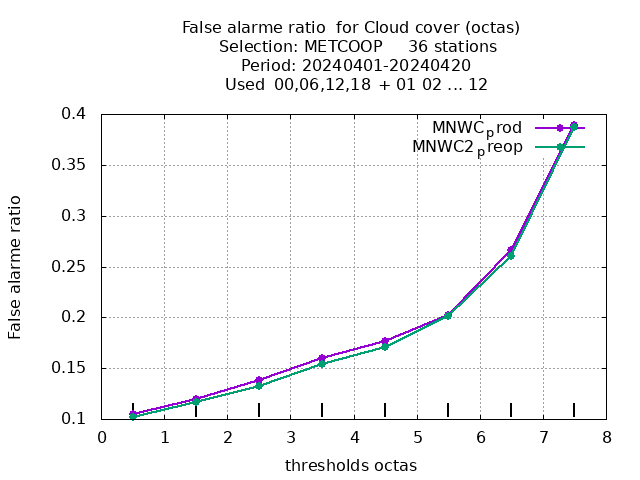 False alarme ratio  for Cloud cover (octas)
Selection: METCOOP     36 stations
Period: 20240401-20240420
Used  00,06,12,18 + 01 02 ... 12
MNWCprod
MNWC2preop
0.4
0.35
0.3
0.25
0.2
0.15
0.1
False alarme ratio
0 1 2 3 4 5 6 7 8
thresholds octas